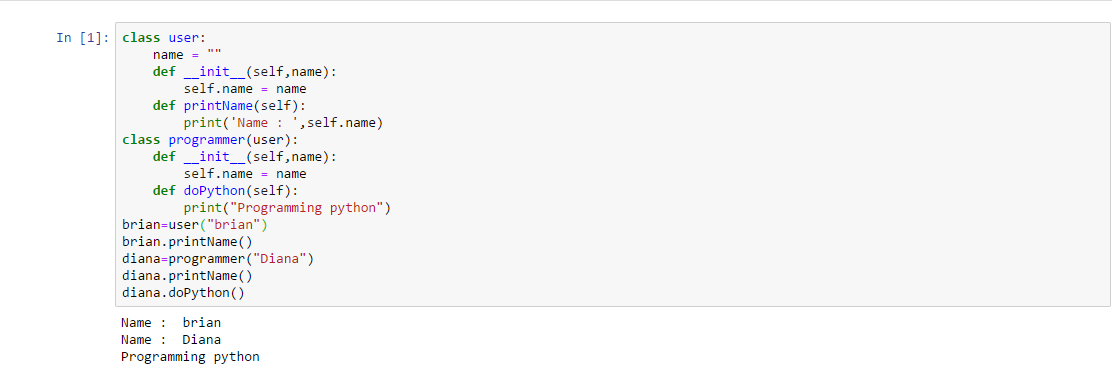 In [1]: class user:
    name = ""
    def __init__(self,name):
        self.name = name
    def printName(self):
        print('Name : ',self.name)
class programmer(user):
    def __init__(self,name):
        self.name = name
    def doPython(self):
        print("Programming python")
brian=user("brian")
brian.printName()
diana=programmer("Diana")
diana.printName()
diana.doPython()
Name :  brian
Name :  Diana
Programming python